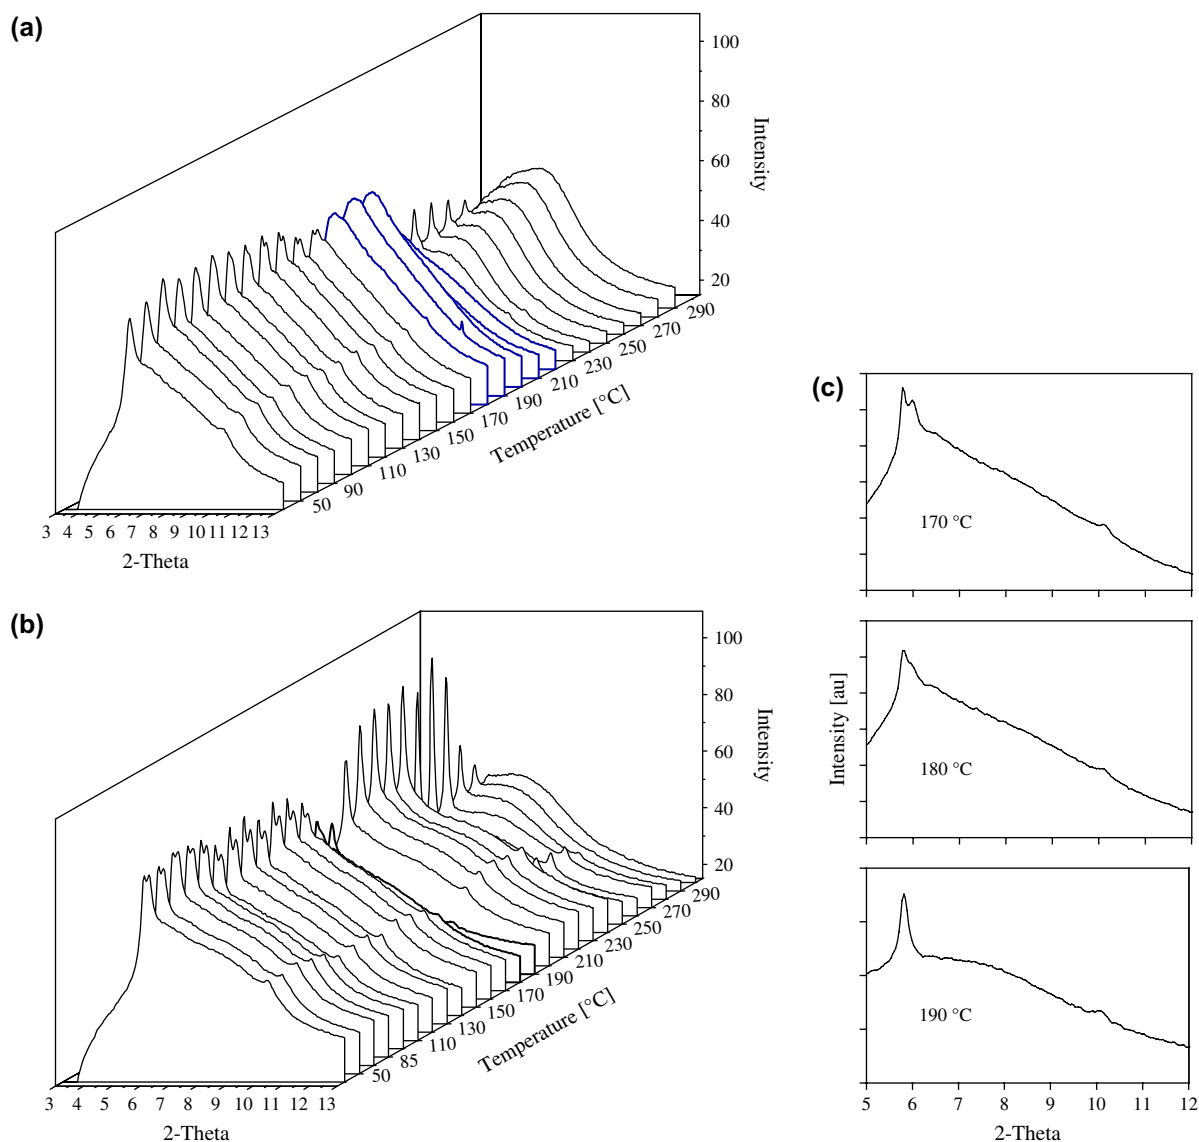 (a)
100
80
60
40
20
Intensity
290
270
250
230
210
190
170
150
130
110
90
50
Temperature [°C]
3 4 5 6 7 8 9 10 11 12 13
2-Theta
(b)
100
80
60
40
20
Intensity
290
270
250
230
210
190
170
150
130
110
85
50
Temperature [°C]
3 4 5 6 7 8 9 10 11 12 13
2-Theta
(c)
170 °C
180 °C
190 °C
Intensity [au]
5 6 7 8 9 10 11 12
2-Theta